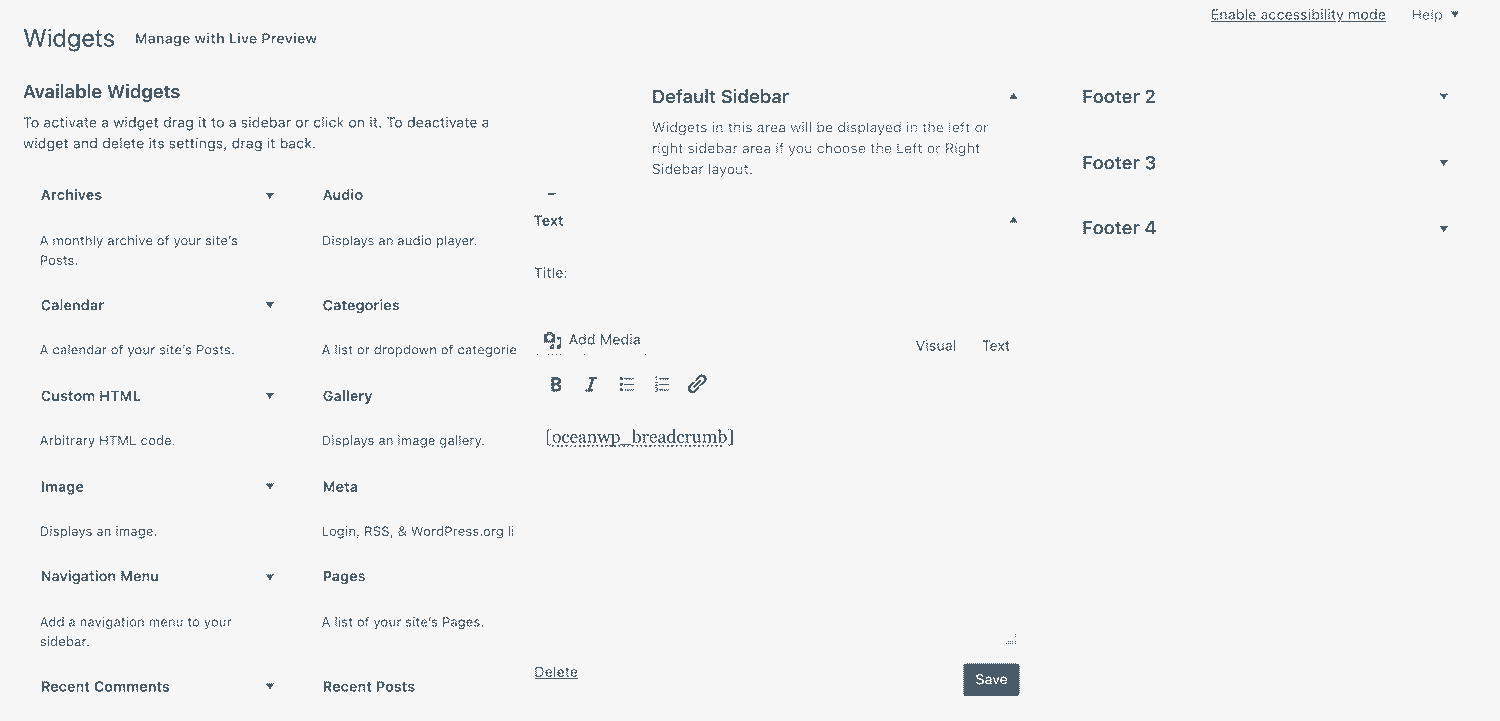 Enable accessibility mode Help
Widgets Manage with Live Preview
Available Widgets
To activate a widget drag it to a sidebar or click on it. To deactivate a
widget and delete its settings, drag it back.
Archives
A monthly archive of your site's
Posts.
Audio
Displays an audio player.
Calendar
A calendar of your site's Posts.
Categories
A list or dropdown of categorie
Custom HTML
Arbitrary HTML code.
Gallery
Displays an image gallery.
Image
Displays an image.
Meta
Login, RSS, & WordPress.org li
Navigation Menu
Add a navigation menu to your
sidebar.
Pages
A list of your site's Pages.
Recent Comments
Recent Posts
Default Sidebar
Widgets in this area will be displayed in the left or
right sidebar area if you choose the Left or Right
Sidebar layout.
Text
Title:
Add Media
Visual Text
B I
[oceanwp_breadcrumb]
Delete
Save
Footer 2
Footer 3
Footer 4